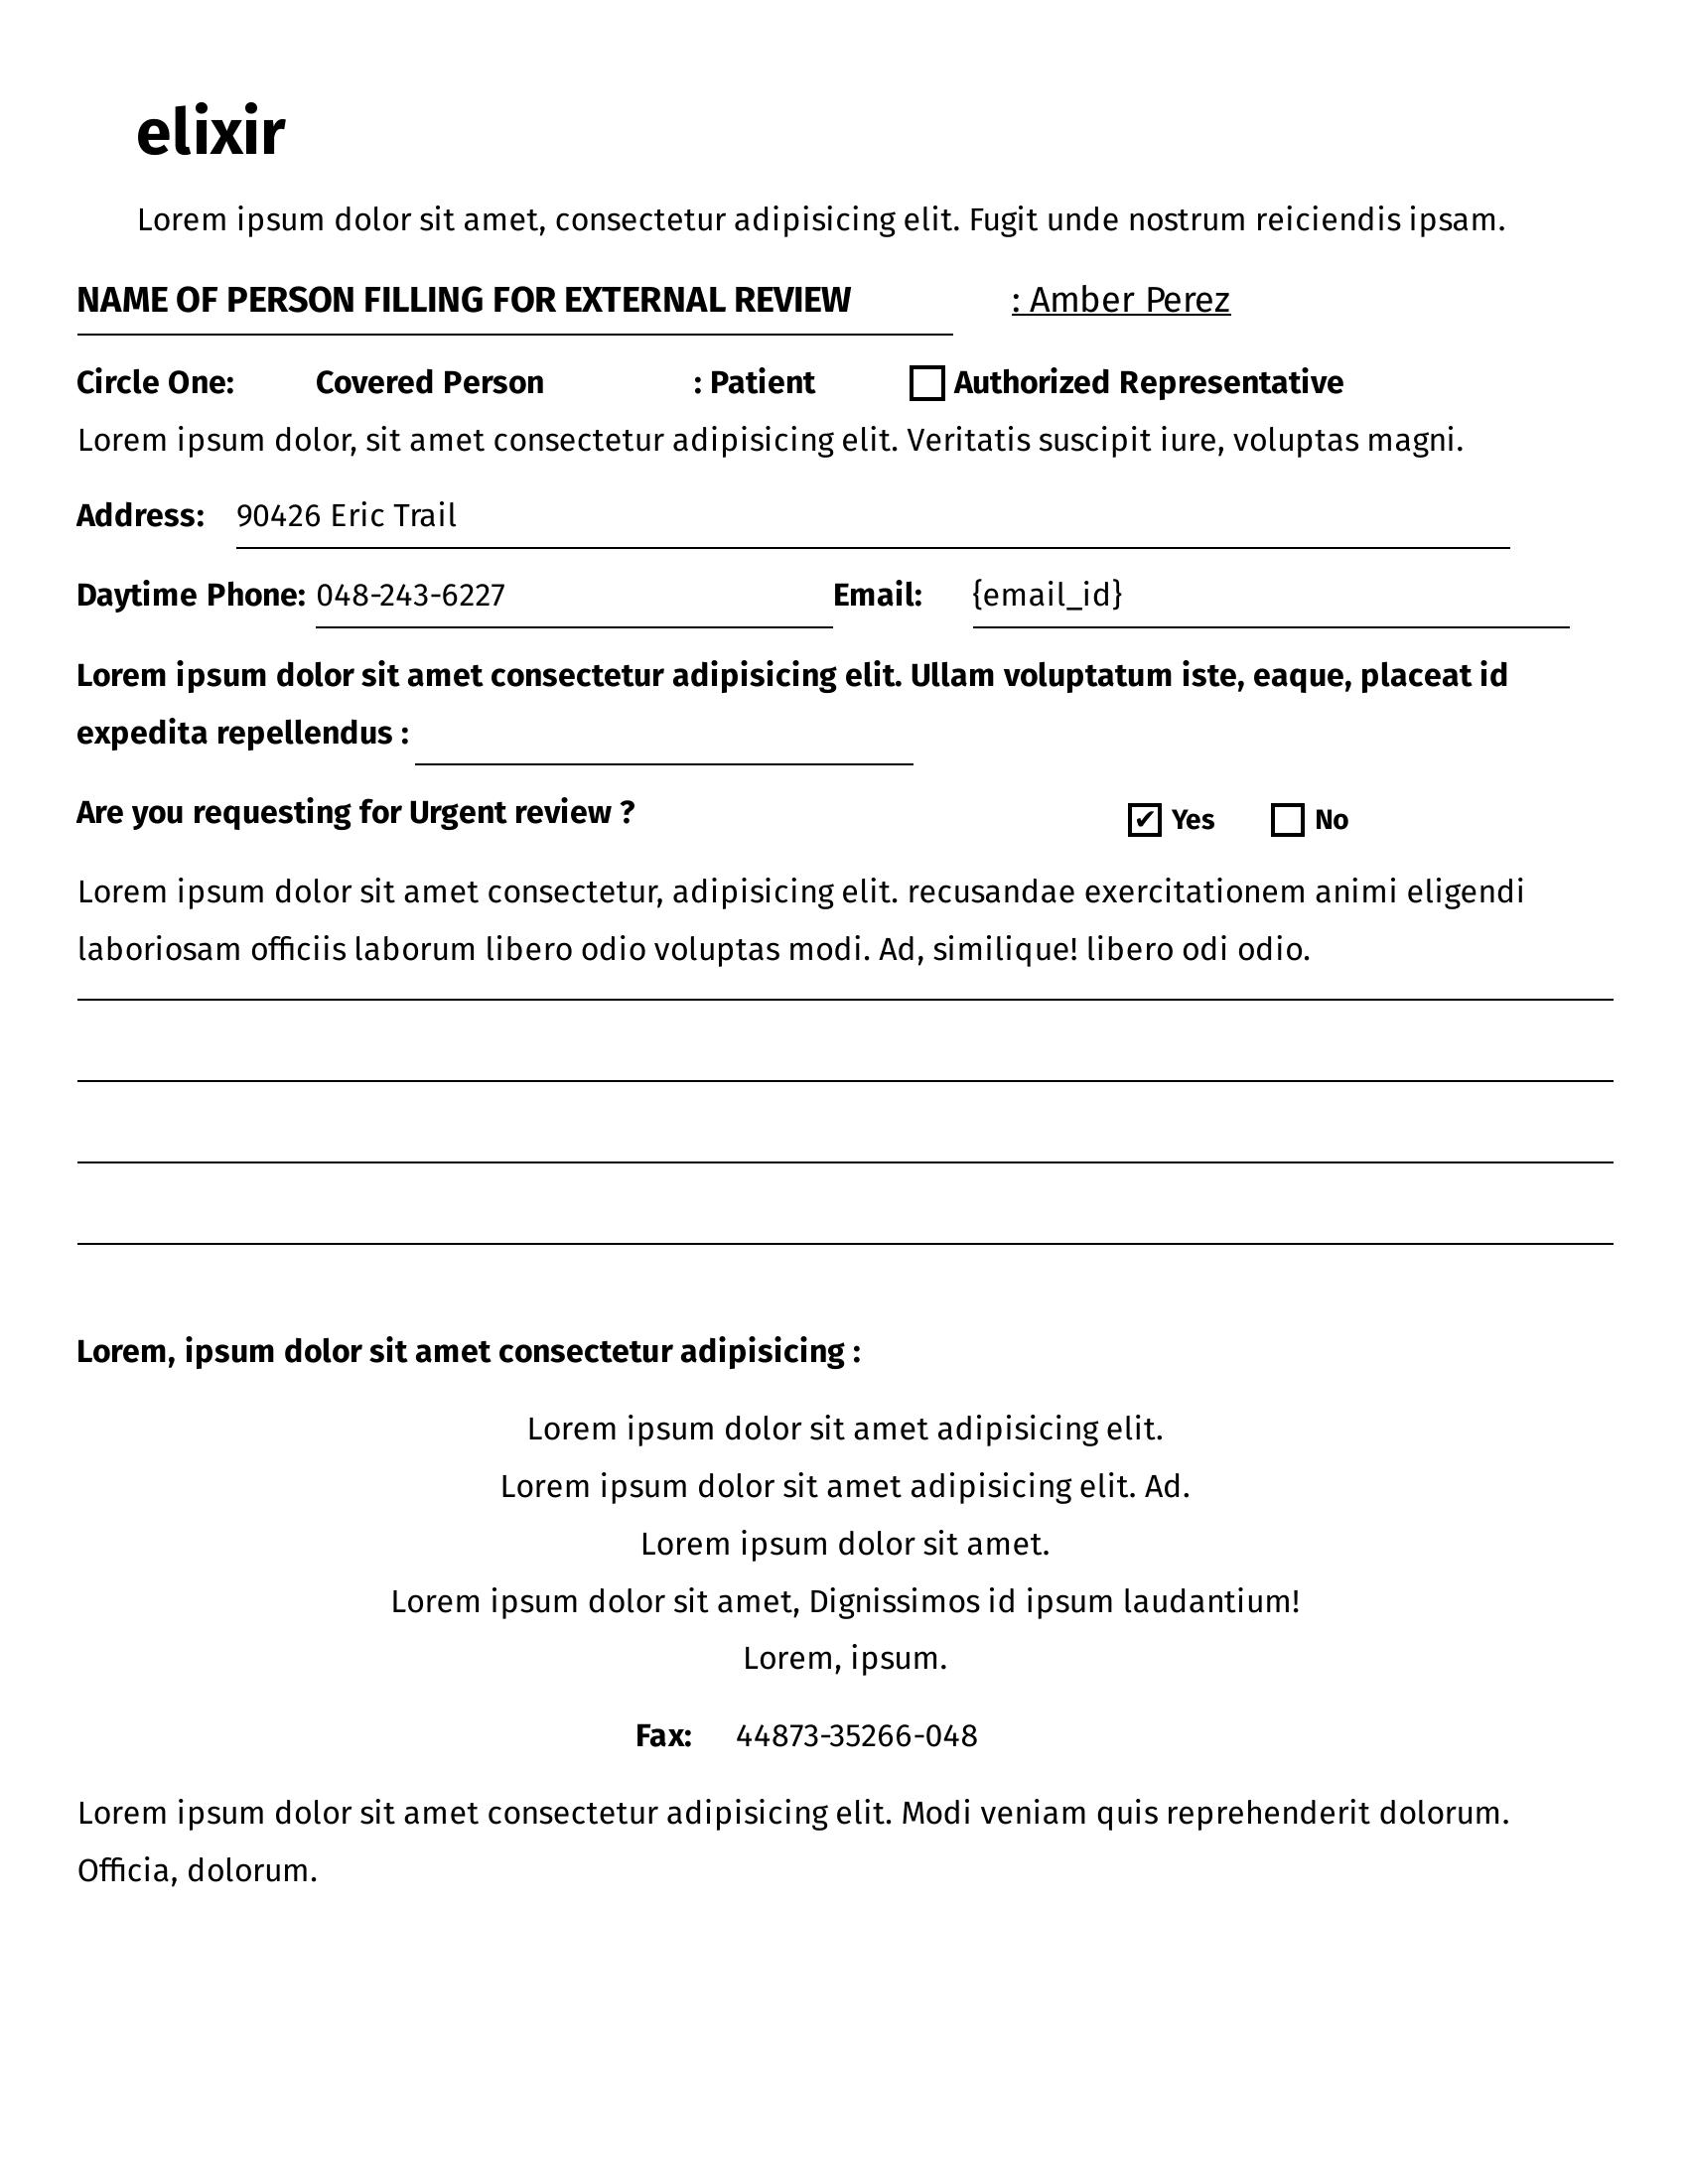 elixir
Lorem ipsum dolor sit amet, consectetur adipisicing elit. Fugit unde nostrum reiciendis ipsam.
NAME OF PERSON FILLING FOR EXTERNAL REVIEW : Amber Perez
Circle One: Covered Person : Patient ☐ Authorized Representative
Lorem ipsum dolor, sit amet consectetur adipisicing elit. Veritatis suscipit iure, voluptas magni.
Address: 90426 Eric Trail
Daytime Phone: 048-243-6227 Email: {email_id}
Lorem ipsum dolor sit amet consectetur adipisicing elit. Ullam voluptatum iste, eaque, placeat id
expedita repellendus :
Are you requesting for Urgent review ? ☑ Yes ☐ No
Lorem ipsum dolor sit amet consectetur, adipisicing elit. recusandae exercitationem animi eligendi
laboriosam officiis laborum libero odio voluptas modi. Ad, similique! libero odi odio.
Lorem, ipsum dolor sit amet consectetur adipisicing :
Lorem ipsum dolor sit amet adipisicing elit.
Lorem ipsum dolor sit amet adipisicing elit. Ad.
Lorem ipsum dolor sit amet.
Lorem ipsum dolor sit amet, Dignissimos id ipsum laudantium!
Lorem, ipsum.
Fax: 44873-35266-048
Lorem ipsum dolor sit amet consectetur adipisicing elit. Modi veniam quis reprehenderit dolorum.
Officia, dolorum.